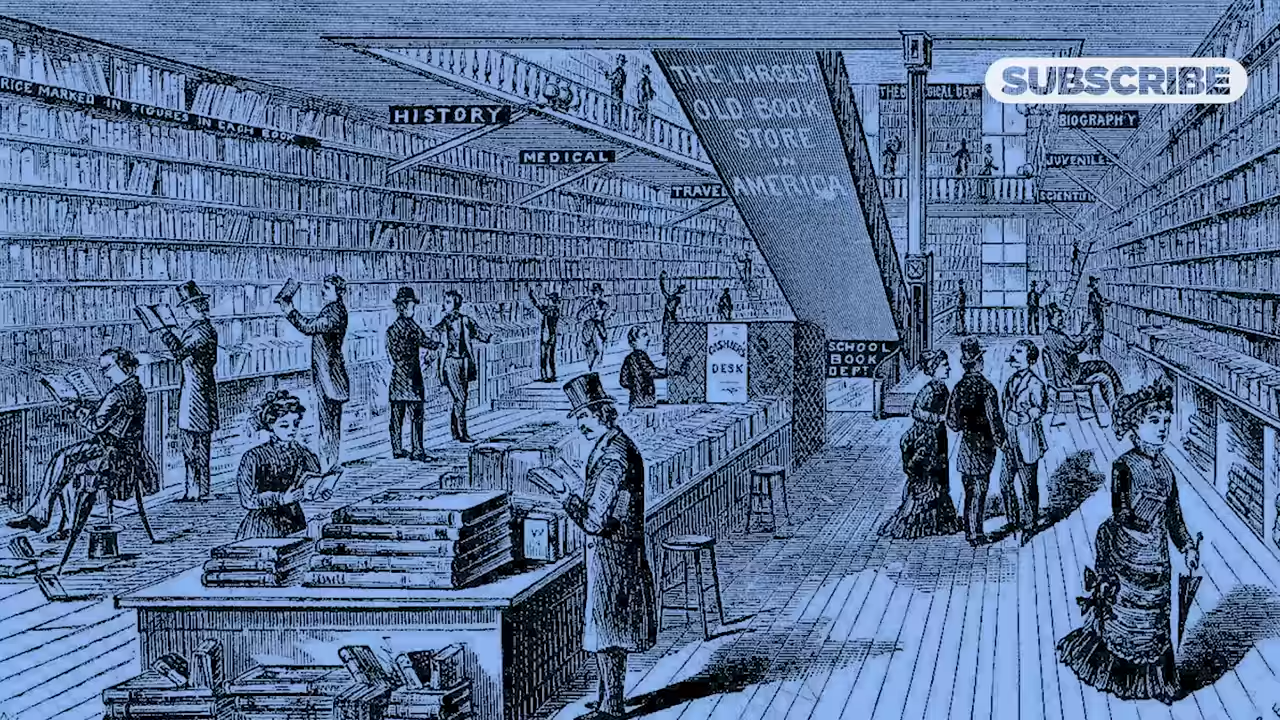 SUBSCRIBE
THE LARGEST
OLD BOOK
STORE
IN
AMERICA
RICE MARKED IN FIGURES IN EACH BOOK
HISTORY
MEDICAL
TRAVEL
BIOGRAPHY
JUVENILE
SCIENTIFI
CASHIER'S
DESK
SCHOOL
BOOK
DEPT